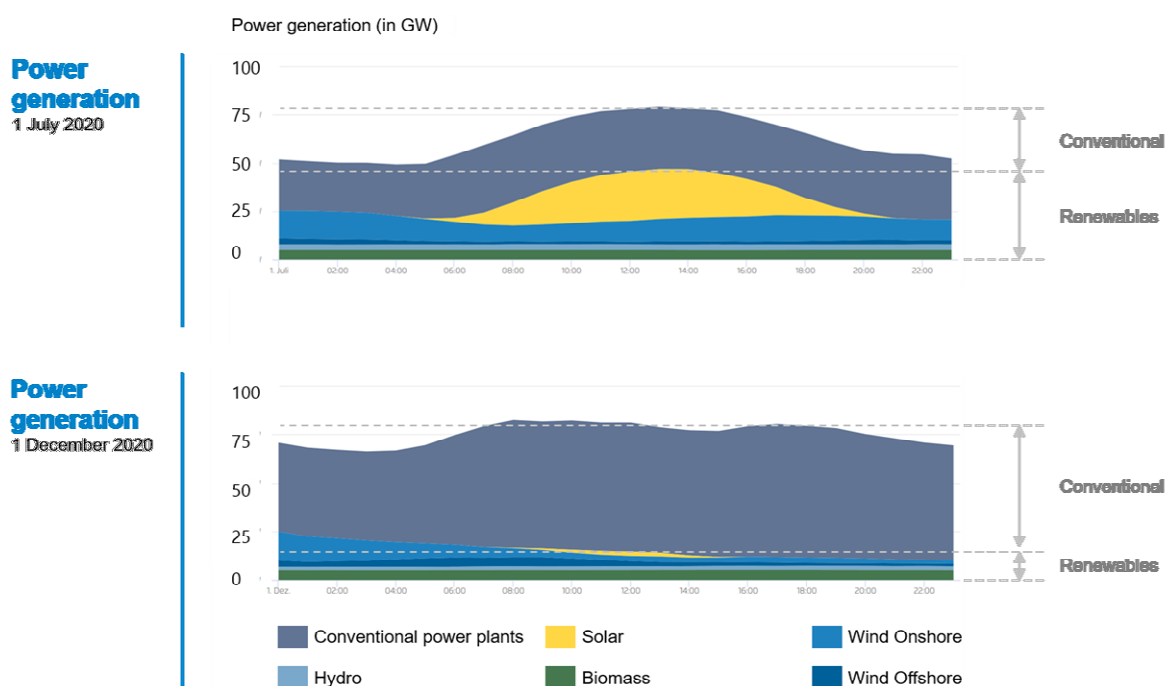 Power generation (in GW)
Power
generation
1 July 2020
100
75
50
25
0
1. Juli
02:00
04:00
06:00
08:00
10:00
12:00
14:00
16:00
18:00
20:00
22:00
Conventional
Renewables
Power
generation
1 December 2020
100
75
50
25
0
1. Dez.
02:00
04:00
06:00
08:00
10:00
12:00
14:00
16:00
18:00
20:00
22:00
Conventional
Renewables
Conventional power plants
Solar
Wind Onshore
Hydro
Biomass
Wind Offshore